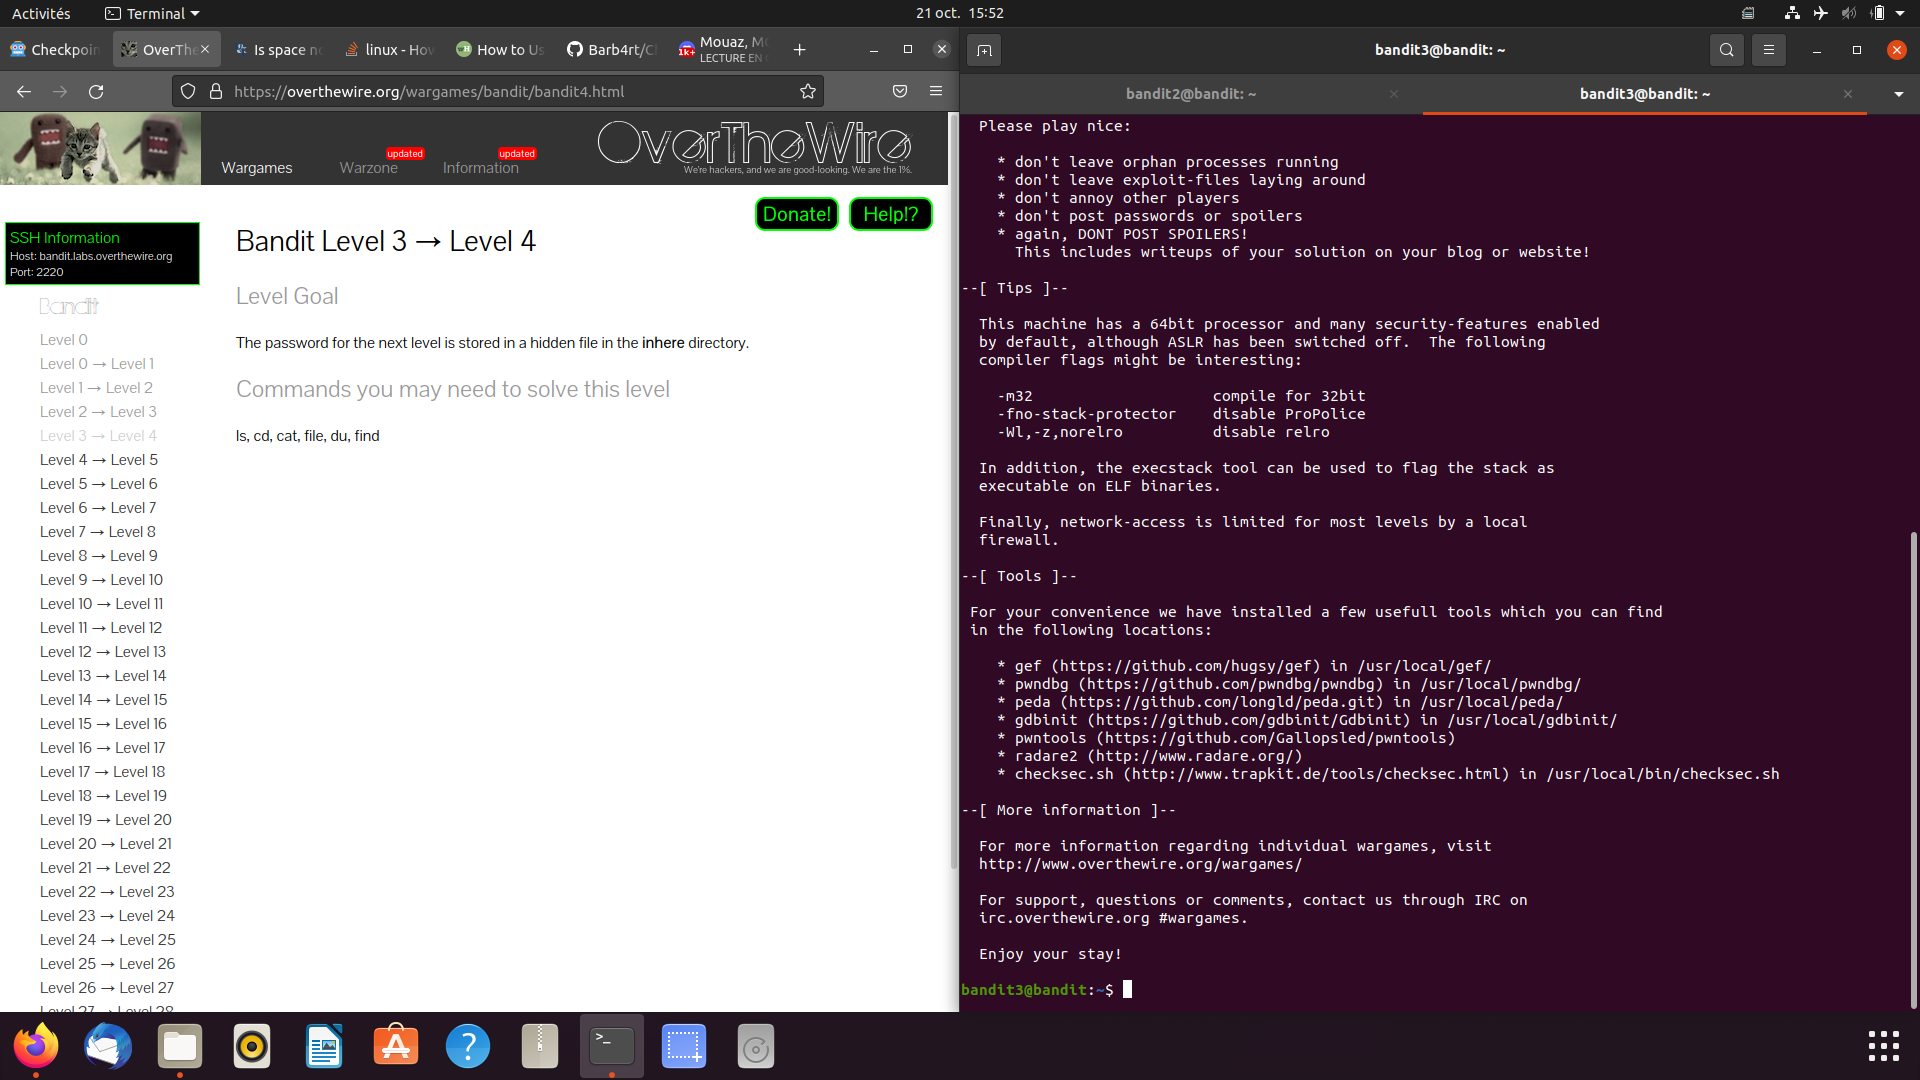 Activités
Terminal
21 oct. 15:52
Checkpoin
OverThe
Is space no
linux - How
How to Us
Barb4rt/C
Mouaz, M
LECTURE EN
https://overthewire.org/wargames/bandit/bandit4.html
Wargames
Warzone
updated
Information
updated
OverTheWire
We're hackers, and we are good-looking. We are the 1%.
Donate!
Help!?
SSH Information
Host: bandit.labs.overthewire.org
Port: 2220
Bandit
Level 0
Level 0 → Level 1
Level 1 → Level 2
Level 2 → Level 3
Level 3 → Level 4
Level 4 → Level 5
Level 5 → Level 6
Level 6 → Level 7
Level 7 → Level 8
Level 8 → Level 9
Level 9 → Level 10
Level 10 → Level 11
Level 11 → Level 12
Level 12 → Level 13
Level 13 → Level 14
Level 14 → Level 15
Level 15 → Level 16
Level 16 → Level 17
Level 17 → Level 18
Level 18 → Level 19
Level 19 → Level 20
Level 20 → Level 21
Level 21 → Level 22
Level 22 → Level 23
Level 23 → Level 24
Level 24 → Level 25
Level 25 → Level 26
Level 26 → Level 27
Level 27 → Level 28
Bandit Level 3 → Level 4
Level Goal
The password for the next level is stored in a hidden file in the inhere directory.
Commands you may need to solve this level
ls, cd, cat, file, du, find
bandit3@bandit: ~
bandit2@bandit: ~
bandit3@bandit: ~
Please play nice:
* don't leave orphan processes running
* don't leave exploit-files laying around
* don't annoy other players
* don't post passwords or spoilers
* again, DONT POST SPOILERS!
This includes writeups of your solution on your blog or website!
--[ Tips ]--
This machine has a 64bit processor and many security-features enabled
by default, although ASLR has been switched off.  The following
compiler flags might be interesting:
-m32                    compile for 32bit
-fno-stack-protector    disable ProPolice
-Wl,-z,norelro          disable relro
In addition, the execstack tool can be used to flag the stack as
executable on ELF binaries.
Finally, network-access is limited for most levels by a local
firewall.
--[ Tools ]--
For your convenience we have installed a few usefull tools which you can find
in the following locations:
* gef (https://github.com/hugsy/gef) in /usr/local/gef/
* pwndbg (https://github.com/pwndbg/pwndbg) in /usr/local/pwndbg/
* peda (https://github.com/longld/peda.git) in /usr/local/peda/
* gdbinit (https://github.com/gdbinit/Gdbinit) in /usr/local/gdbinit/
* pwntools (https://github.com/Gallopsled/pwntools)
* radare2 (http://www.radare.org/)
* checksec.sh (http://www.trapkit.de/tools/checksec.html) in /usr/local/bin/checksec.sh
--[ More information ]--
For more information regarding individual wargames, visit
http://www.overthewire.org/wargames/
For support, questions or comments, contact us through IRC on
irc.overthewire.org #wargames.
Enjoy your stay!
bandit3@bandit:~$